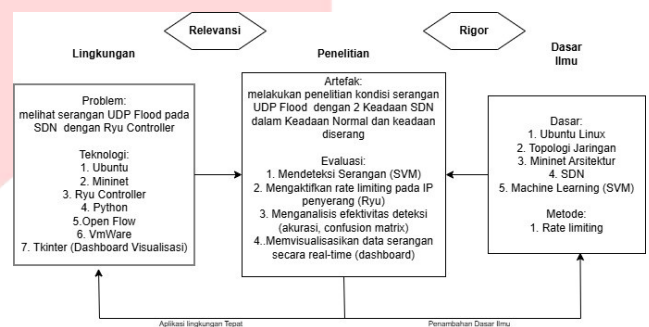 Relevansi
Rigor
Lingkungan
Penelitian
Dasar
Ilmu
Problem:
melihat serangan UDP Flood pada
SDN dengan Ryu Controller
Teknologi:
1. Ubuntu
2. Mininet
3. Ryu Controller
4. Python
5.Open Flow
6. VmWare
7. Tkinter (Dashboard Visualisasi)
Artefak:
melakukan penelitian kondisi serangan
UDP Flood dengan 2 Keadaan SDN
dalam Keadaan Normal dan keadaan
diserang
Evaluasi:
1. Mendeteksi Serangan (SVM)
2. Mengaktifkan rate limiting pada IP
penyerang (Ryu)
3. Menganalisis efektivitas deteksi
(akurasi, confusion matrix)
4..Memvisualisasikan data serangan
secara real-time (dashboard)
Dasar:
1. Ubuntu Linux
2. Topologi Jaringan
3. Mininet Arsitektur
4. SDN
5. Machine Learning (SVM)
Metode:
1. Rate limiting
Aplikasi lingkungan Tepat
Penambahan Dasar Ilmu